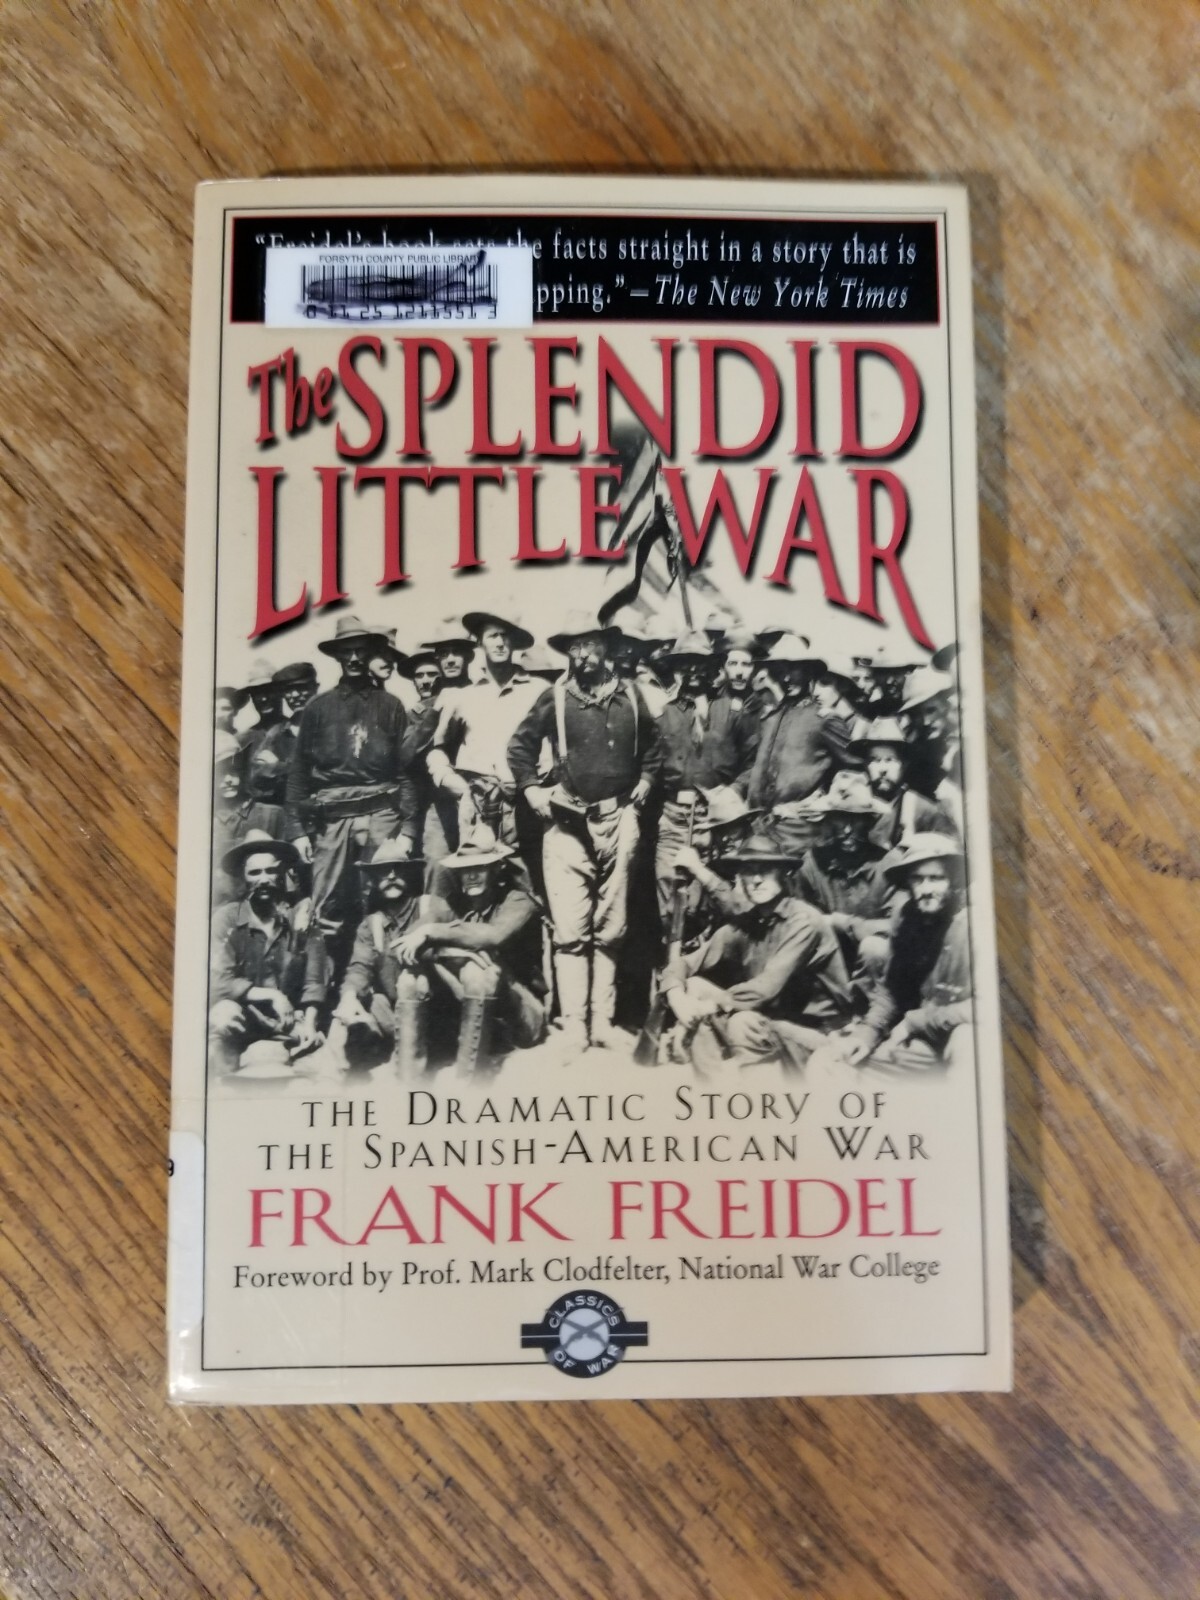 "Freidel's book sets the facts straight in a story that is
FORSYTH COUNTY PUBLIC LIBRARY
pping."—The New York Times
The SPLENDID
LITTLE WAR
THE DRAMATIC STORY OF
THE SPANISH-AMERICAN WAR
FRANK FREIDEL
Foreword by Prof. Mark Clodfelter, National War College
CLASSICS
OF WAR
9